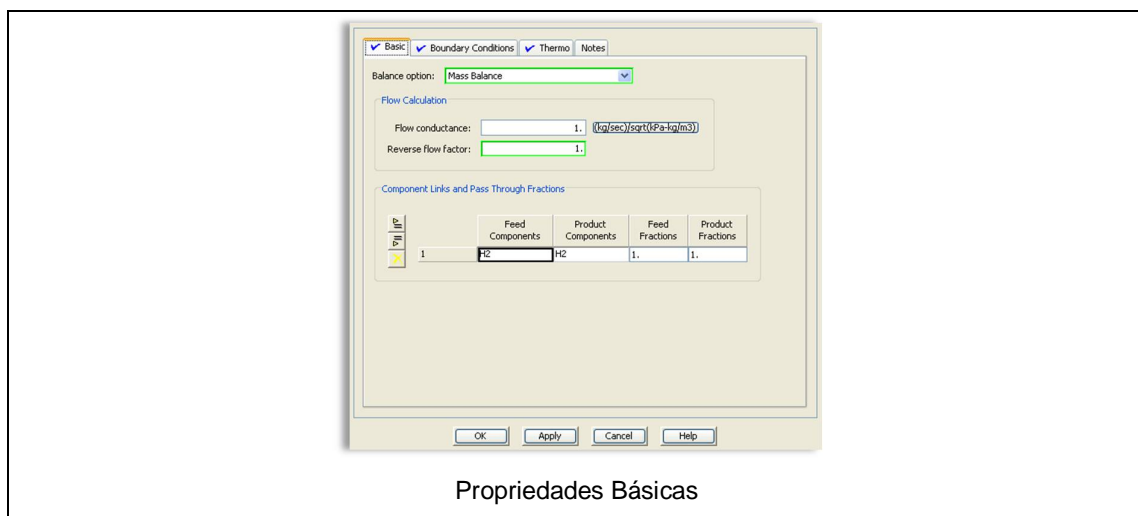 Basic Boundary Conditions Thermo Notes
Balance option: Mass Balance
Flow Calculation
Flow conductance: 1. (kg/sec)/sqrt(kPa-kg/m3)
Reverse flow factor: 1.
Component Links and Pass Through Fractions
Feed Components Product Components Feed Fractions Product Fractions
1 H2 H2 1. 1.
OK Apply Cancel Help
Propriedades Básicas